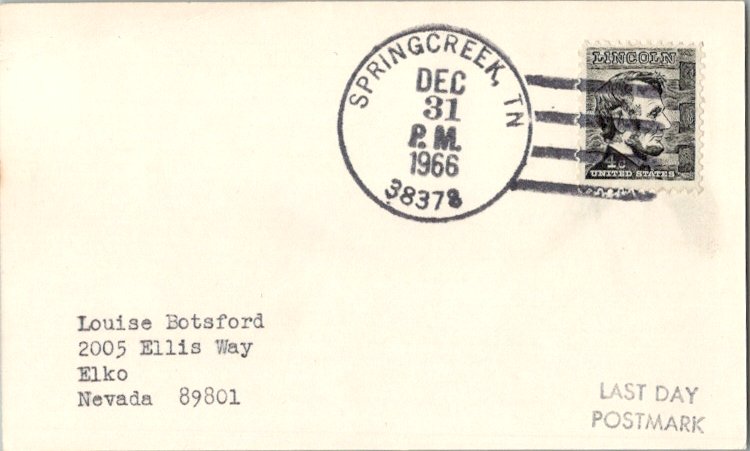 SPRINGCREEK, TN
DEC
31
P.M.
1966
38378
LINCOLN
4¢
UNITED STATES
Louise Botsford
2005 Ellis Way
Elko
Nevada 89801
LAST DAY
POSTMARK